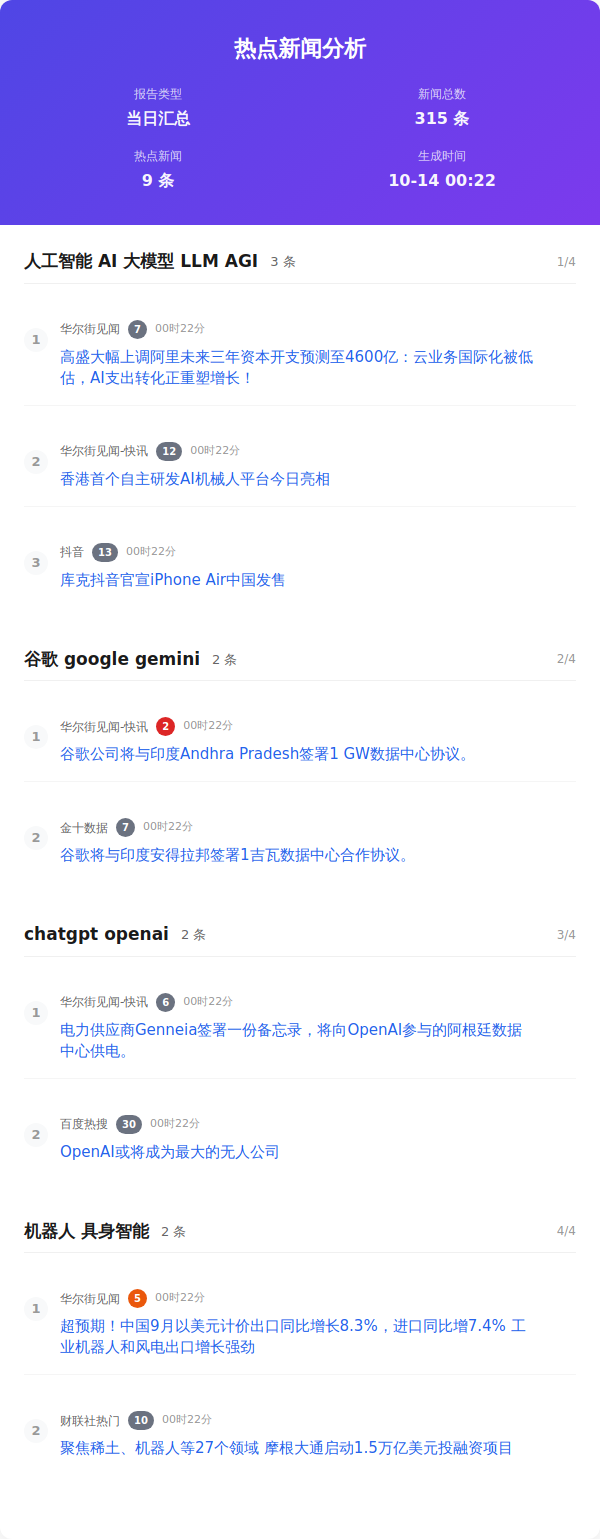 热点新闻分析
报告类型
新闻总数
当日汇总
315 条
热点新闻
生成时间
9 条
10-14 00:22
人工智能 AI 大模型 LLM AGI 3 条 1/4
1
华尔街见闻 7 00时22分
高盛大幅上调阿里未来三年资本开支预测至4600亿：云业务国际化被低
估，AI支出转化正重塑增长！
2
华尔街见闻-快讯 12 00时22分
香港首个自主研发AI机械人平台今日亮相
3
抖音 13 00时22分
库克抖音官宣iPhone Air中国发售
谷歌 google gemini 2 条 2/4
1
华尔街见闻-快讯 2 00时22分
谷歌公司将与印度Andhra Pradesh签署1 GW数据中心协议。
2
金十数据 7 00时22分
谷歌将与印度安得拉邦签署1吉瓦数据中心合作协议。
chatgpt openai 2 条 3/4
1
华尔街见闻-快讯 6 00时22分
电力供应商Genneia签署一份备忘录，将向OpenAI参与的阿根廷数据
中心供电。
2
百度热搜 30 00时22分
OpenAI或将成为最大的无人公司
机器人 具身智能 2 条 4/4
1
华尔街见闻 5 00时22分
超预期！中国9月以美元计价出口同比增长8.3%，进口同比增7.4% 工
业机器人和风电出口增长强劲
2
财联社热门 10 00时22分
聚焦稀土、机器人等27个领域 摩根大通启动1.5万亿美元投融资项目